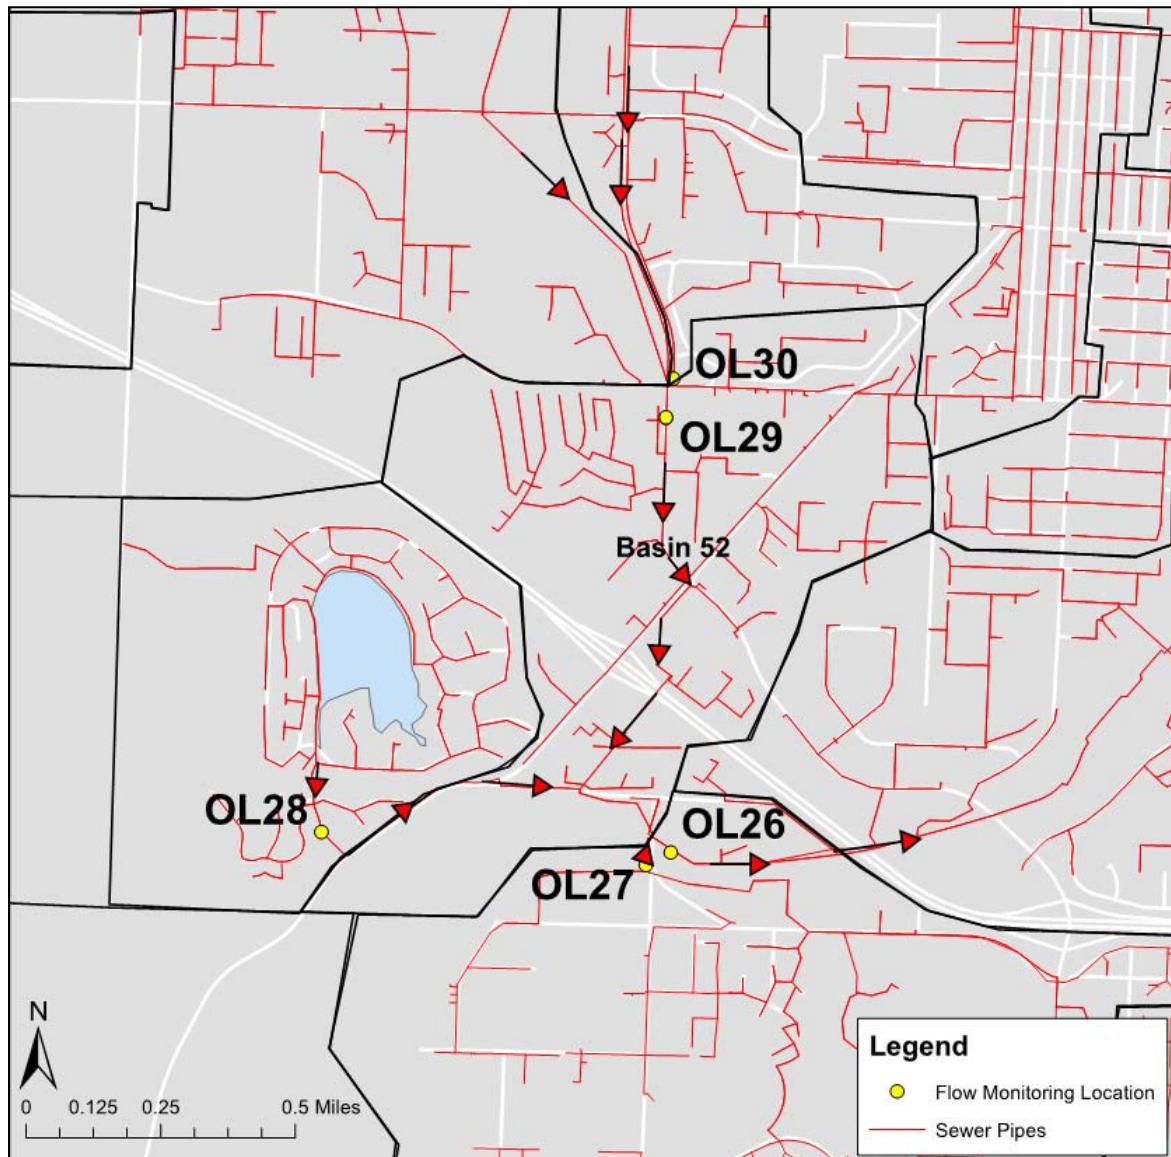 OL30
OL29
Basin 52
OL28
OL26
OL27
N
0 0.125 0.25 0.5 Miles
Legend
Flow Monitoring Location
Sewer Pipes